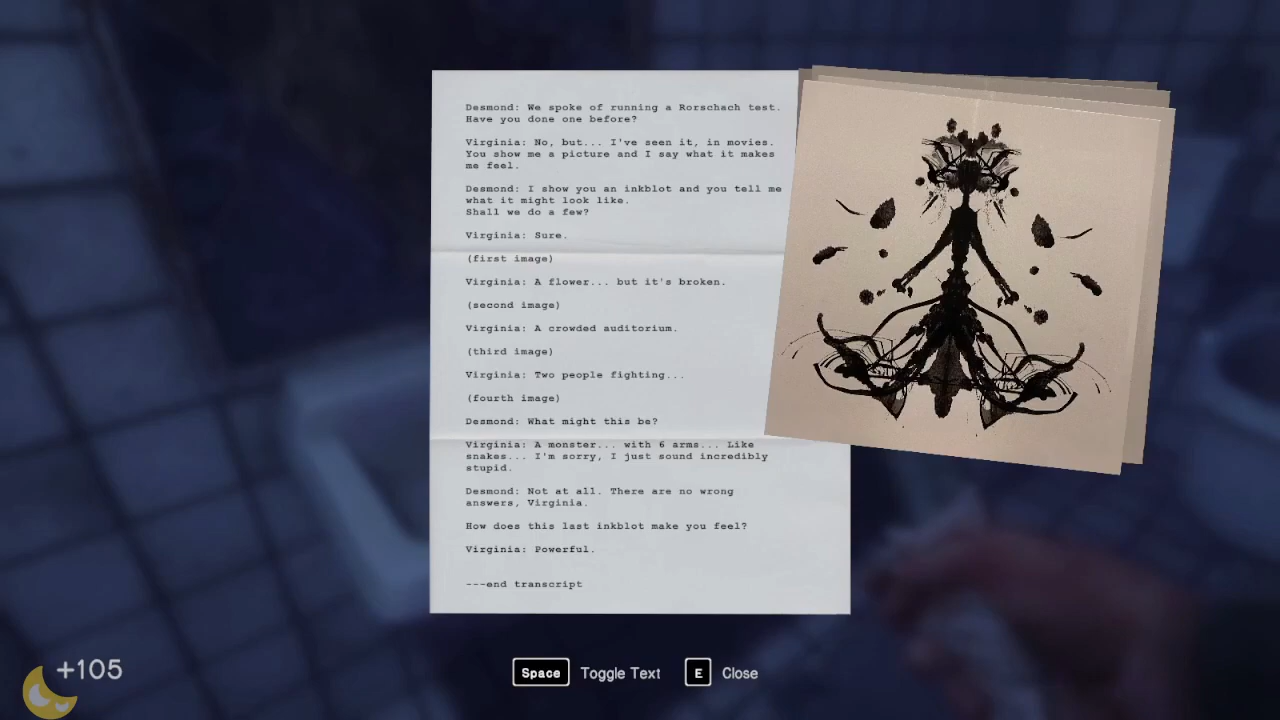 Desmond: We spoke of running a Rorschach test.
Have you done one before?
Virginia: No, but... I've seen it, in movies.
You show me a picture and I say what it makes
me feel.
Desmond: I show you an inkblot and you tell me
what it might look like.
Shall we do a few?
Virginia: Sure.
(first image)
Virginia: A flower... but it's broken.
(second image)
Virginia: A crowded auditorium.
(third image)
Virginia: Two people fighting...
(fourth image)
Desmond: What might this be?
Virginia: A monster... with 6 arms... Like
snakes... I'm sorry, I just sound incredibly
stupid.
Desmond: Not at all. There are no wrong
answers, Virginia.
How does this last inkblot make you feel?
Virginia: Powerful.
---end transcript
+105
Space Toggle Text E Close